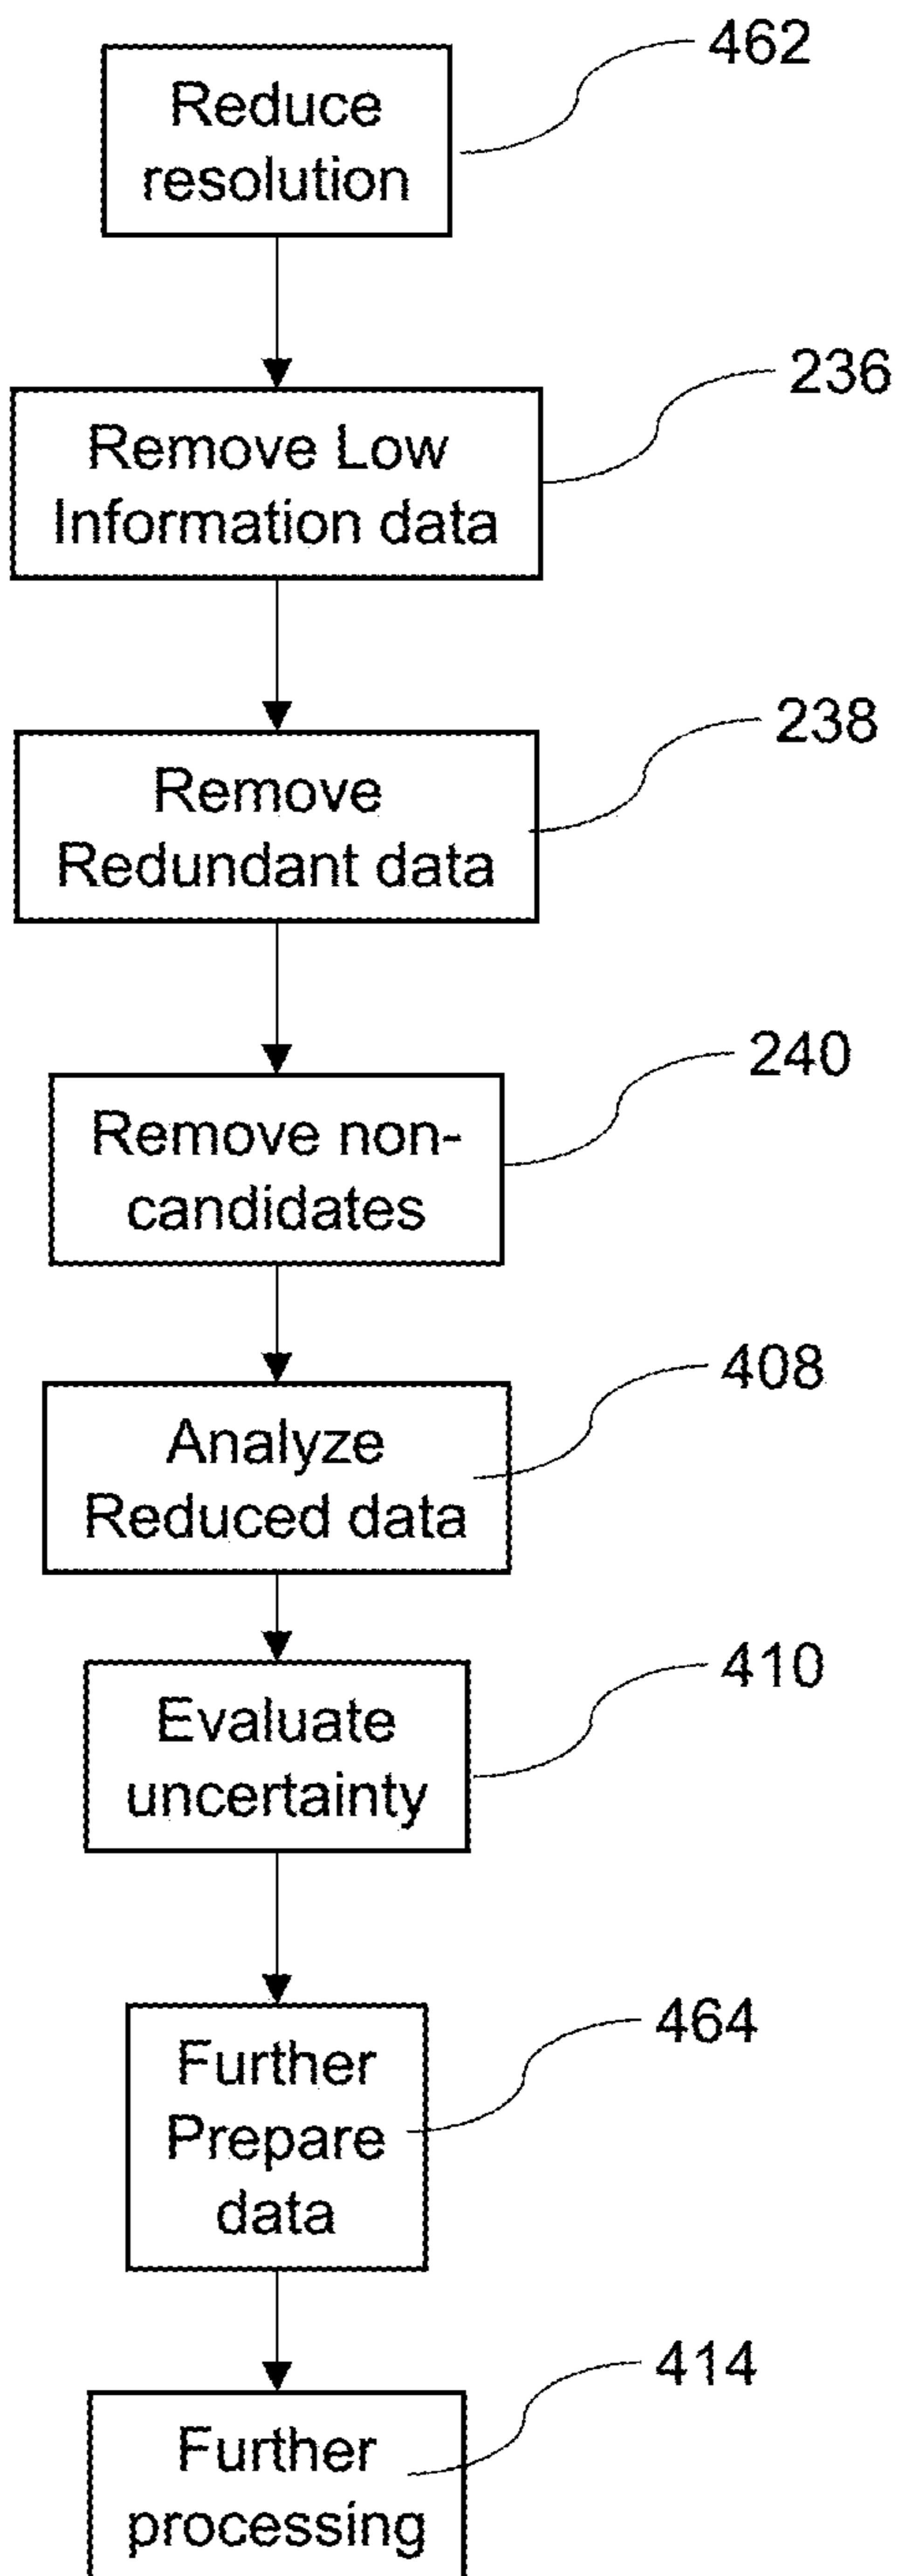 462
Reduce
resolution
236
Remove Low
Information data
238
Remove
Redundant data
240
Remove non-
candidates
408
Analyze
Reduced data
410
Evaluate
uncertainty
464
Further
Prepare
data
414
Further
processing